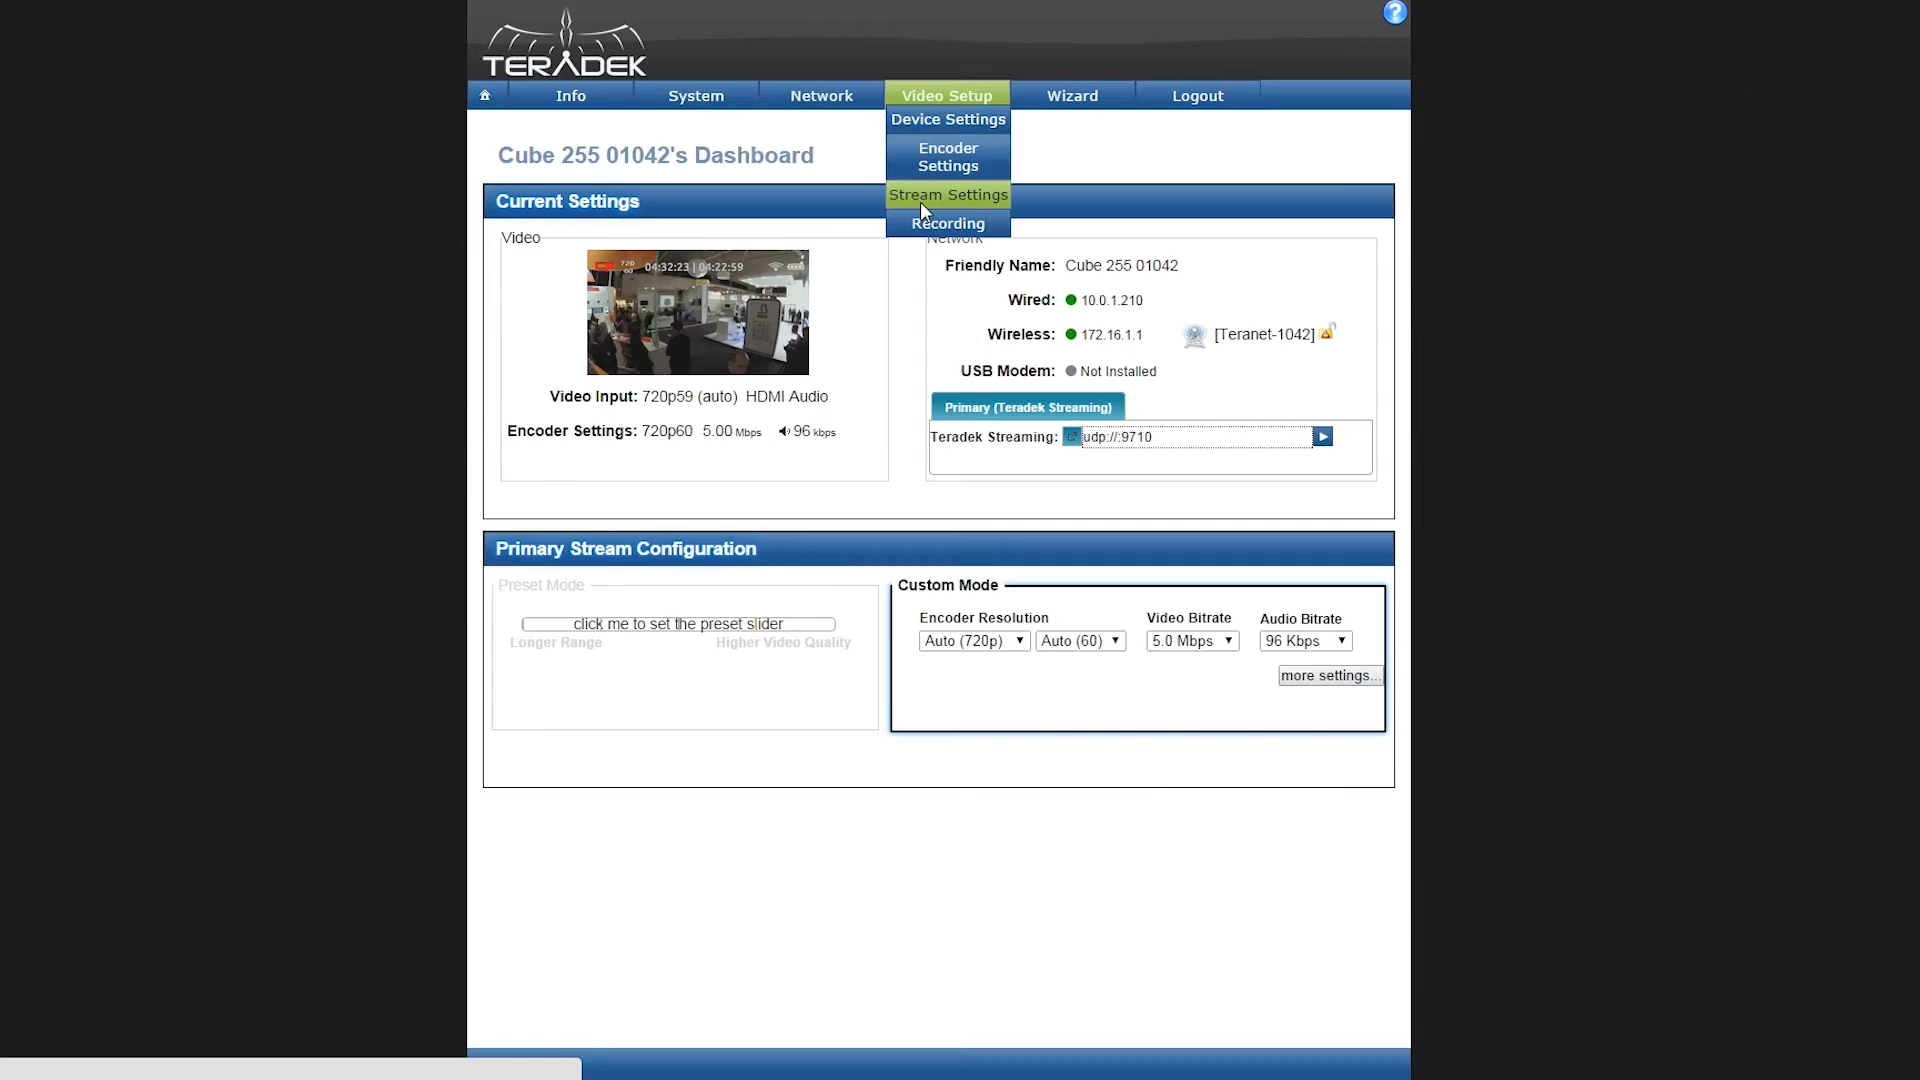 TERADEK
?
Info
System
Network
Video Setup
Wizard
Logout
Device Settings
Encoder
Settings
Stream Settings
Recording
Cube 255 01042's Dashboard
Current Settings
Video
720
60
04:32:23 | 04:22:59
Video Input: 720p59 (auto) HDMI Audio
Encoder Settings: 720p60 5.00 Mbps 96 kbps
Network
Friendly Name: Cube 255 01042
Wired: 10.0.1.210
Wireless: 172.16.1.1 [Teranet-1042]
USB Modem: Not Installed
Primary (Teradek Streaming)
Teradek Streaming: udp://:9710
Primary Stream Configuration
Preset Mode
click me to set the preset slider
Longer Range Higher Video Quality
Custom Mode
Encoder Resolution Video Bitrate Audio Bitrate
Auto (720p) Auto (60) 5.0 Mbps 96 Kbps
more settings...